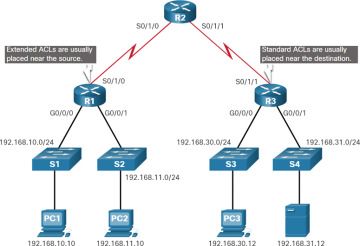 S0/1/0
S0/1/1
R2
Extended ACLs are usually
placed near the source.
Standard ACLs are usually
placed near the destination.
S0/1/0
S0/1/1
R1
R3
G0/0/0
G0/0/1
G0/0/0
G0/0/1
192.168.10.0/24
192.168.30.0/24
192.168.31.0/24
S1
S2
S3
S4
192.168.11.0/24
PC1
PC2
PC3
192.168.10.10
192.168.11.10
192.168.30.12
192.168.31.12